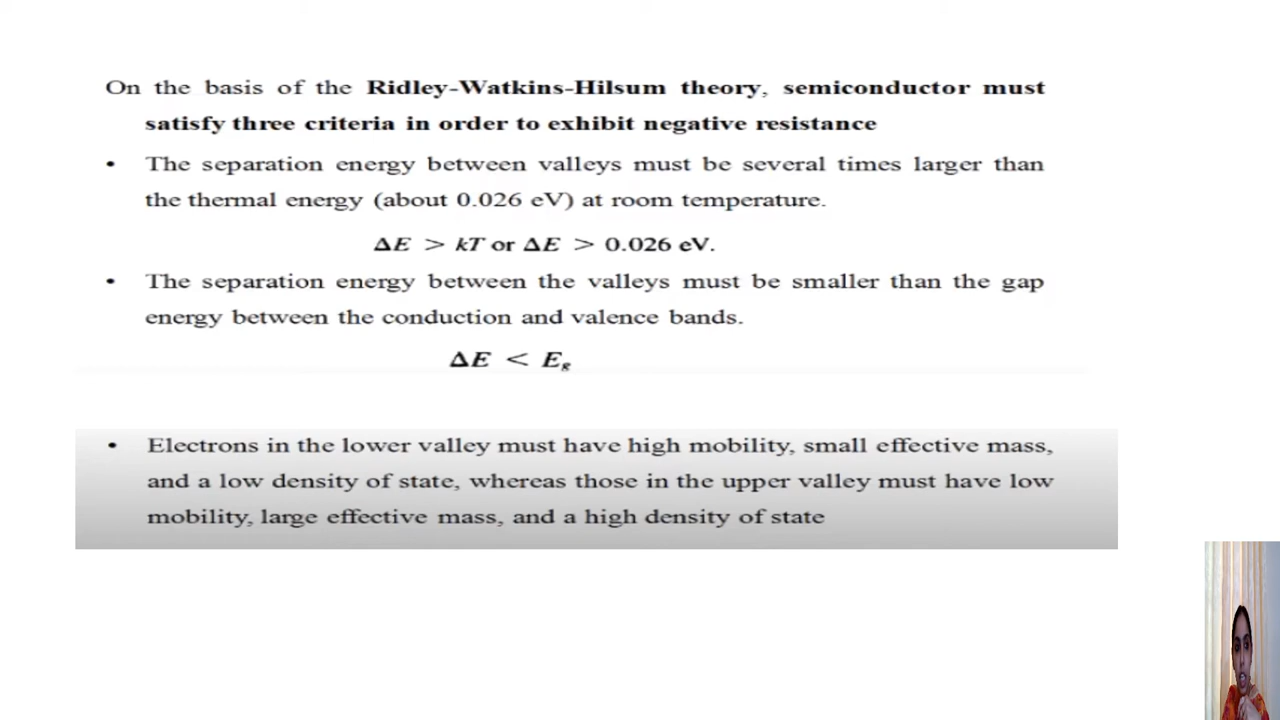 On the basis of the Ridley-Watkins-Hilsum theory, semiconductor must
satisfy three criteria in order to exhibit negative resistance
• The separation energy between valleys must be several times larger than
the thermal energy (about 0.026 eV) at room temperature.
ΔE > kT or ΔE > 0.026 eV.
• The separation energy between the valleys must be smaller than the gap
energy between the conduction and valence bands.
ΔE < Eg
• Electrons in the lower valley must have high mobility, small effective mass,
and a low density of state, whereas those in the upper valley must have low
mobility, large effective mass, and a high density of state